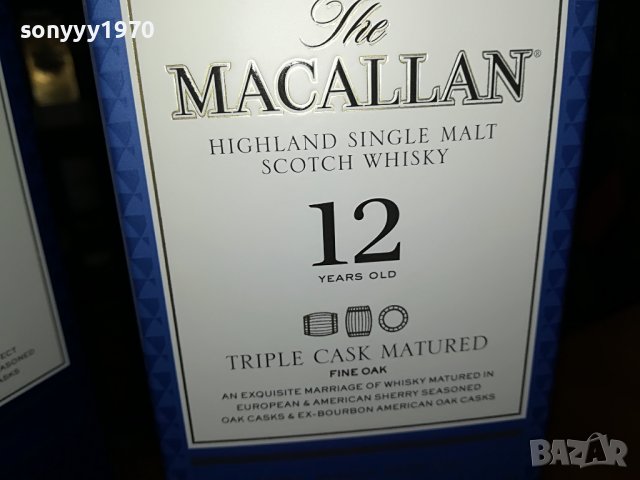 sonyyy1970
The
MACALLAN®
HIGHLAND SINGLE MALT
SCOTCH WHISKY
12
YEARS OLD
TRIPLE CASK MATURED
FINE OAK
AN EXQUISITE MARRIAGE OF WHISKY MATURED IN
EUROPEAN & AMERICAN SHERRY SEASONED
OAK CASKS & EX-BOURBON AMERICAN OAK CASKS
BAZAR